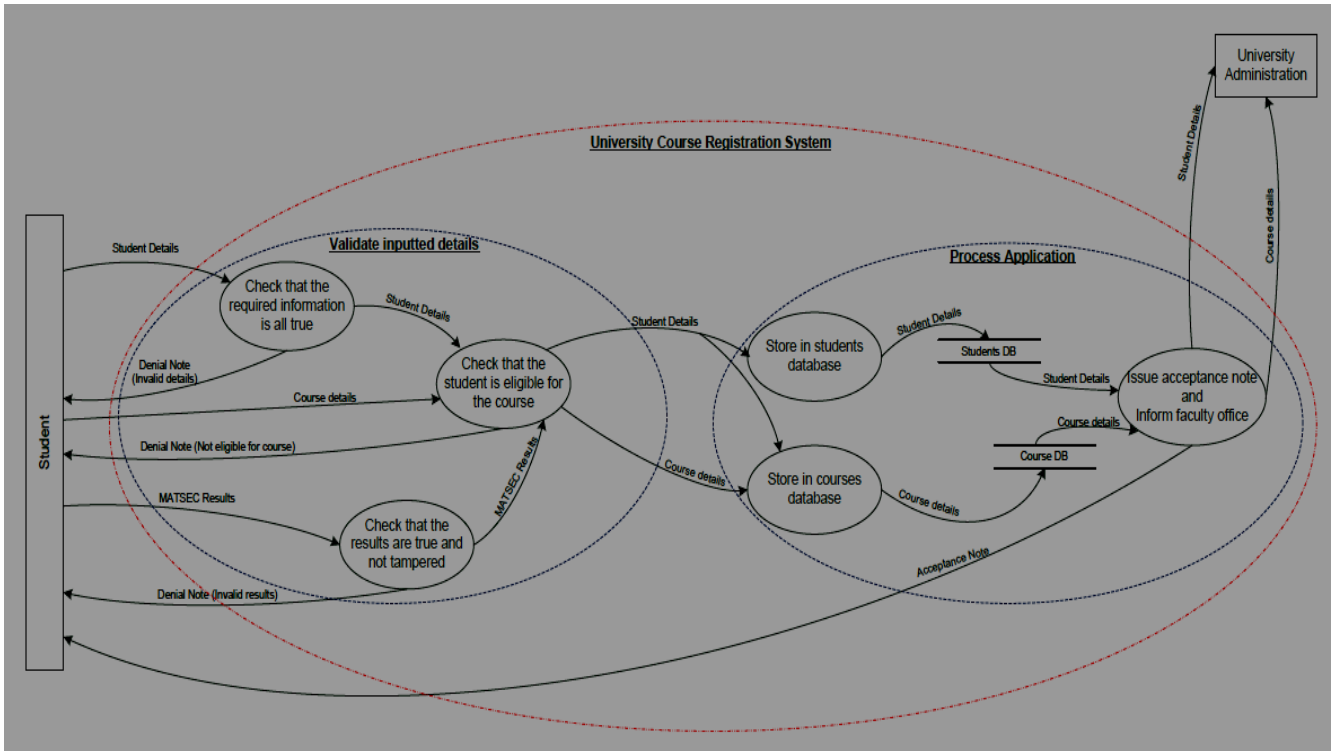 University
Administration
University Course Registration System
Student Details
Course details
Validate inputted details
Process Application
Student Details
Check that the
required information
is all true
Student Details
Student Details
Store in students
database
Student Details
Students DB
Student Details
Issue acceptance note
and
Inform faculty office
Denial Note
(Invalid details)
Check that the
student is eligible for
the course
Course details
Denial Note (Not eligible for course)
Course details
Course DB
Student
MATSEC Results
MATSEC Results
Course details
Store in courses
database
Course details
Check that the
results are true and
not tampered
Acceptance Note
Denial Note (Invalid results)